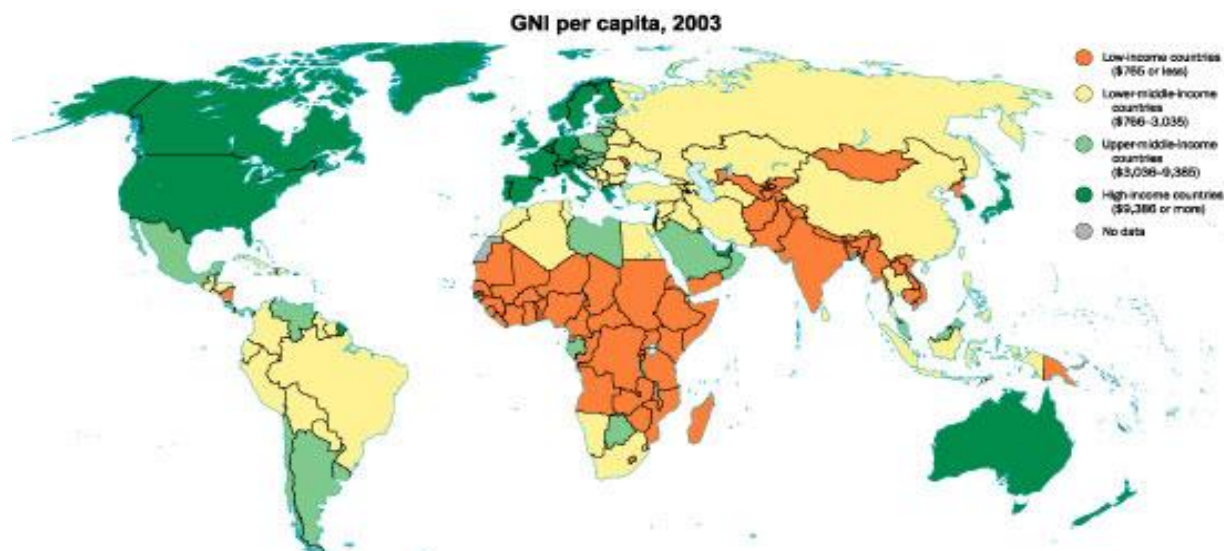 GNI per capita, 2003
Low-income countries
($765 or less)
Lower-middle-income
countries
($766–3,035)
Upper-middle-income
countries
($3,036–9,385)
High-income countries
($9,386 or more)
No data